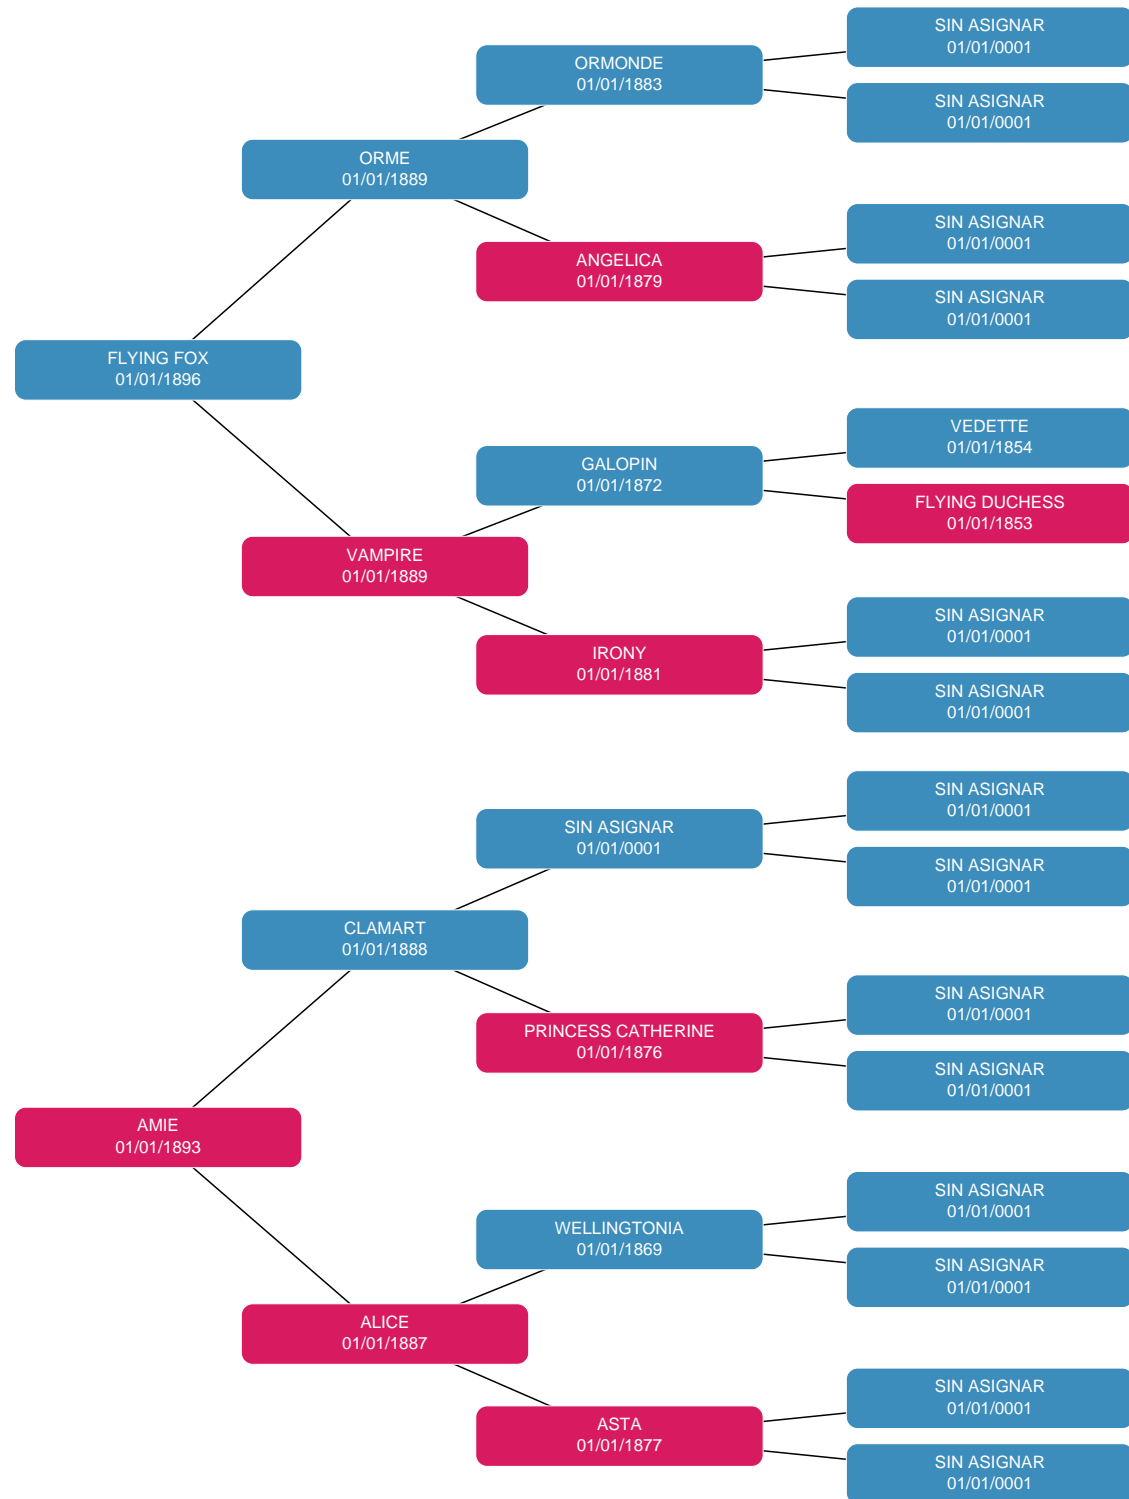 SIN ASIGNAR
01/01/0001
ORMONDE
01/01/1883
SIN ASIGNAR
01/01/0001
ORME
01/01/1889
SIN ASIGNAR
01/01/0001
ANGELICA
01/01/1879
SIN ASIGNAR
01/01/0001
FLYING FOX
01/01/1896
VEDETTE
01/01/1854
GALOPIN
01/01/1872
FLYING DUCHESS
01/01/1853
VAMPIRE
01/01/1889
SIN ASIGNAR
01/01/0001
IRONY
01/01/1881
SIN ASIGNAR
01/01/0001
SIN ASIGNAR
01/01/0001
SIN ASIGNAR
01/01/0001
SIN ASIGNAR
01/01/0001
CLAMART
01/01/1888
SIN ASIGNAR
01/01/0001
PRINCESS CATHERINE
01/01/1876
SIN ASIGNAR
01/01/0001
AMIE
01/01/1893
SIN ASIGNAR
01/01/0001
WELLINGTONIA
01/01/1869
SIN ASIGNAR
01/01/0001
ALICE
01/01/1887
SIN ASIGNAR
01/01/0001
ASTA
01/01/1877
SIN ASIGNAR
01/01/0001